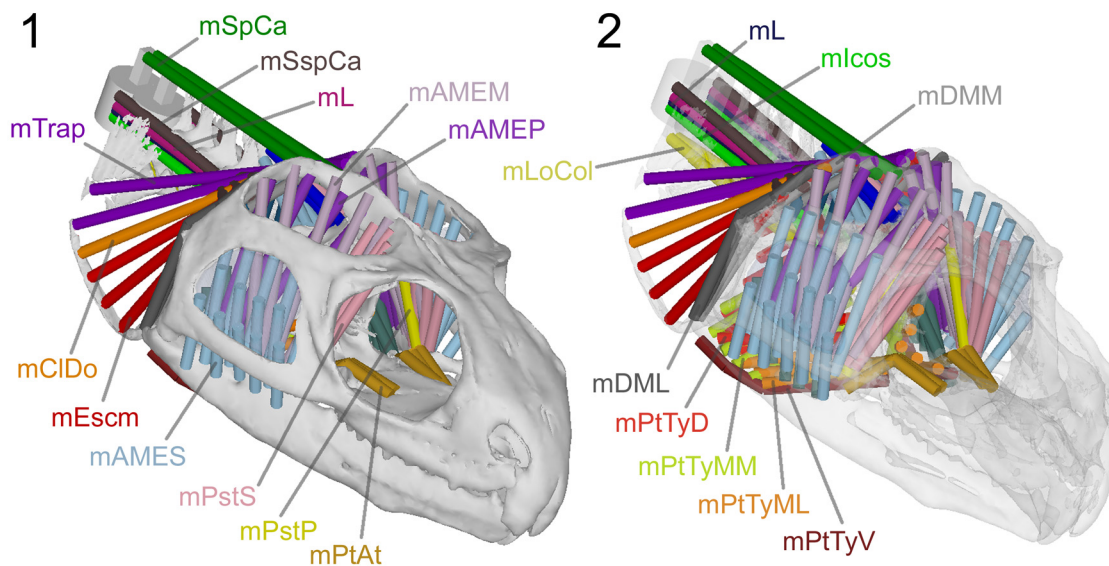 1
mSpCa
mSspCa
mL
mAMEM
mAMEP
mTrap
mClDo
mEscm
mAMES
mPstS
mPstP
mPtAt
2
mL
mIcos
mDMM
mLoCol
mDML
mPtTyD
mPtTyMM
mPtTyML
mPtTyV